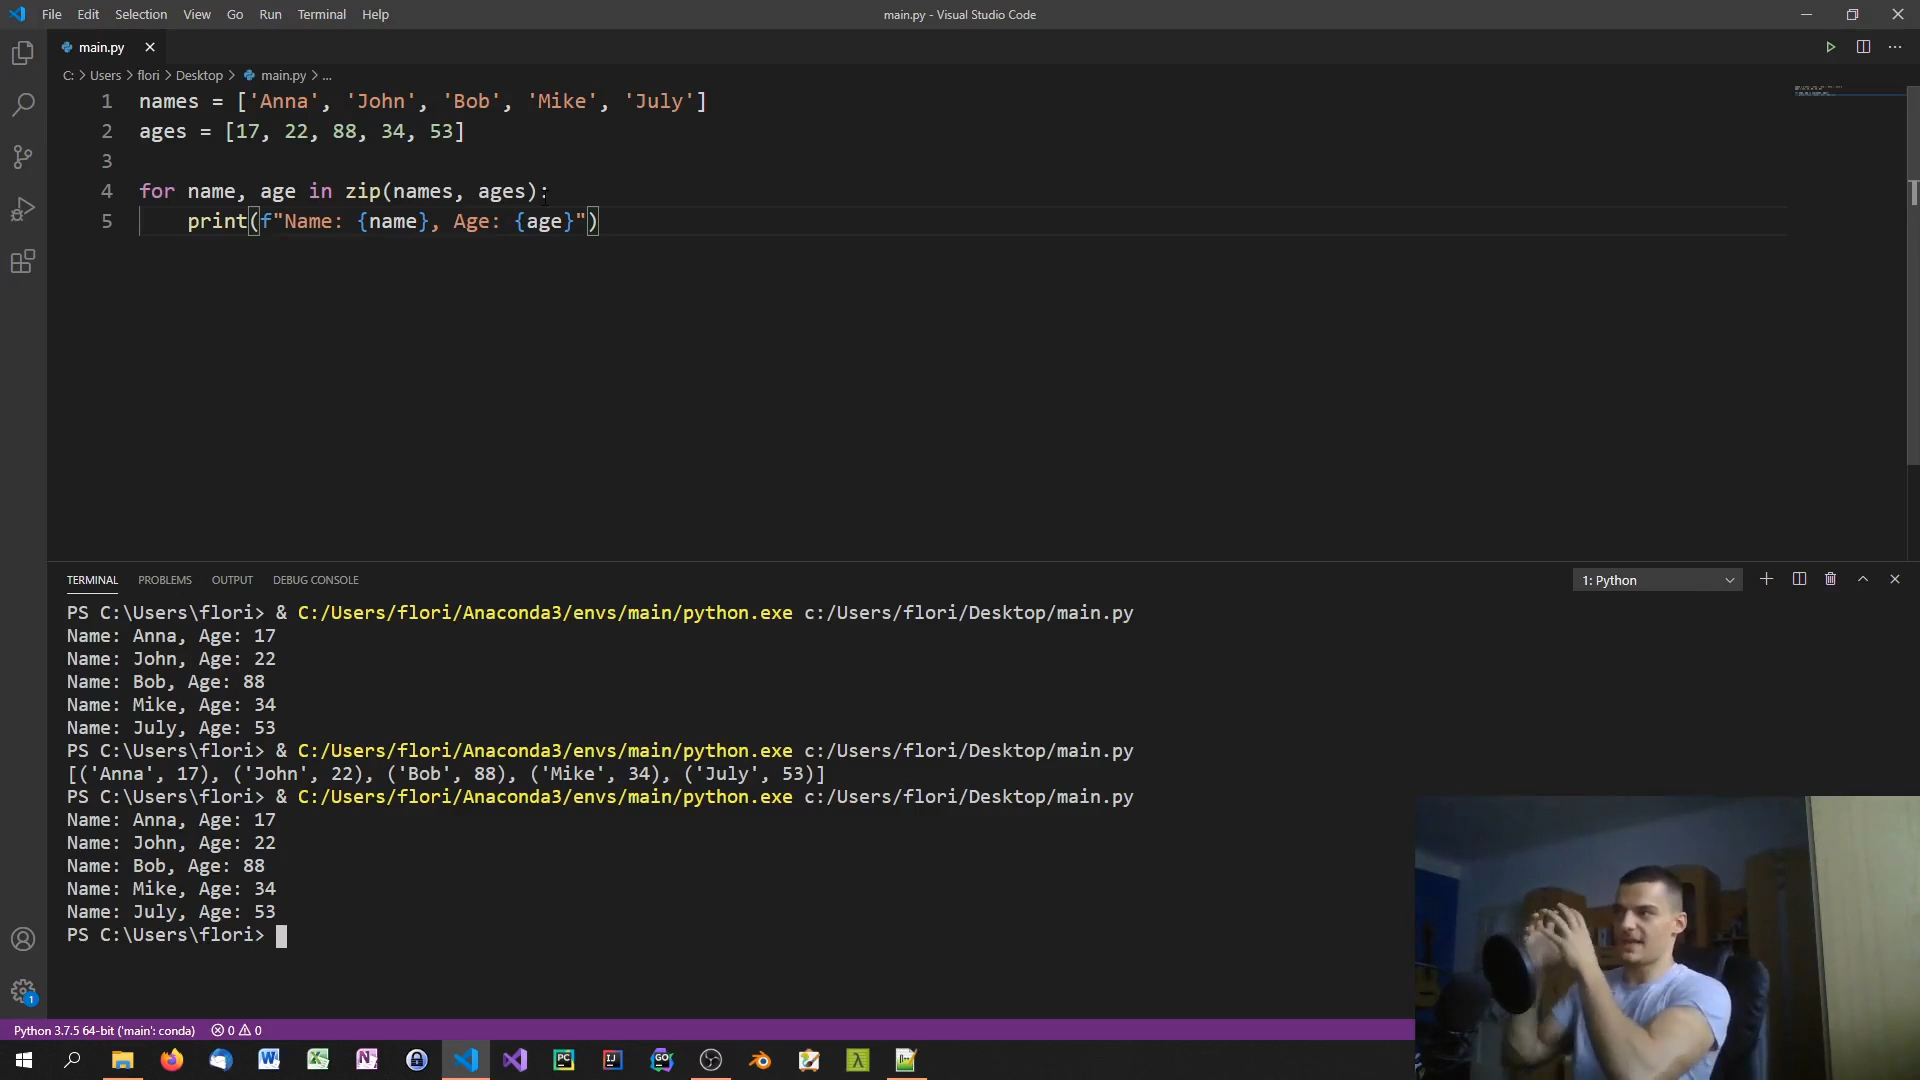 File Edit Selection View Go Run Terminal Help
main.py - Visual Studio Code
main.py
C: > Users > flori > Desktop > main.py > ...
1 names = ['Anna', 'John', 'Bob', 'Mike', 'July']
2 ages = [17, 22, 88, 34, 53]
3
4 for name, age in zip(names, ages):
5     print(f"Name: {name}, Age: {age}")
TERMINAL PROBLEMS OUTPUT DEBUG CONSOLE
1: Python
PS C:\Users\flori> & C:/Users/flori/Anaconda3/envs/main/python.exe c:/Users/flori/Desktop/main.py
Name: Anna, Age: 17
Name: John, Age: 22
Name: Bob, Age: 88
Name: Mike, Age: 34
Name: July, Age: 53
PS C:\Users\flori> & C:/Users/flori/Anaconda3/envs/main/python.exe c:/Users/flori/Desktop/main.py
[('Anna', 17), ('John', 22), ('Bob', 88), ('Mike', 34), ('July', 53)]
PS C:\Users\flori> & C:/Users/flori/Anaconda3/envs/main/python.exe c:/Users/flori/Desktop/main.py
Name: Anna, Age: 17
Name: John, Age: 22
Name: Bob, Age: 88
Name: Mike, Age: 34
Name: July, Age: 53
PS C:\Users\flori>
1
Python 3.7.5 64-bit ('main': conda) 0 0
W X N PC IJ GO λ